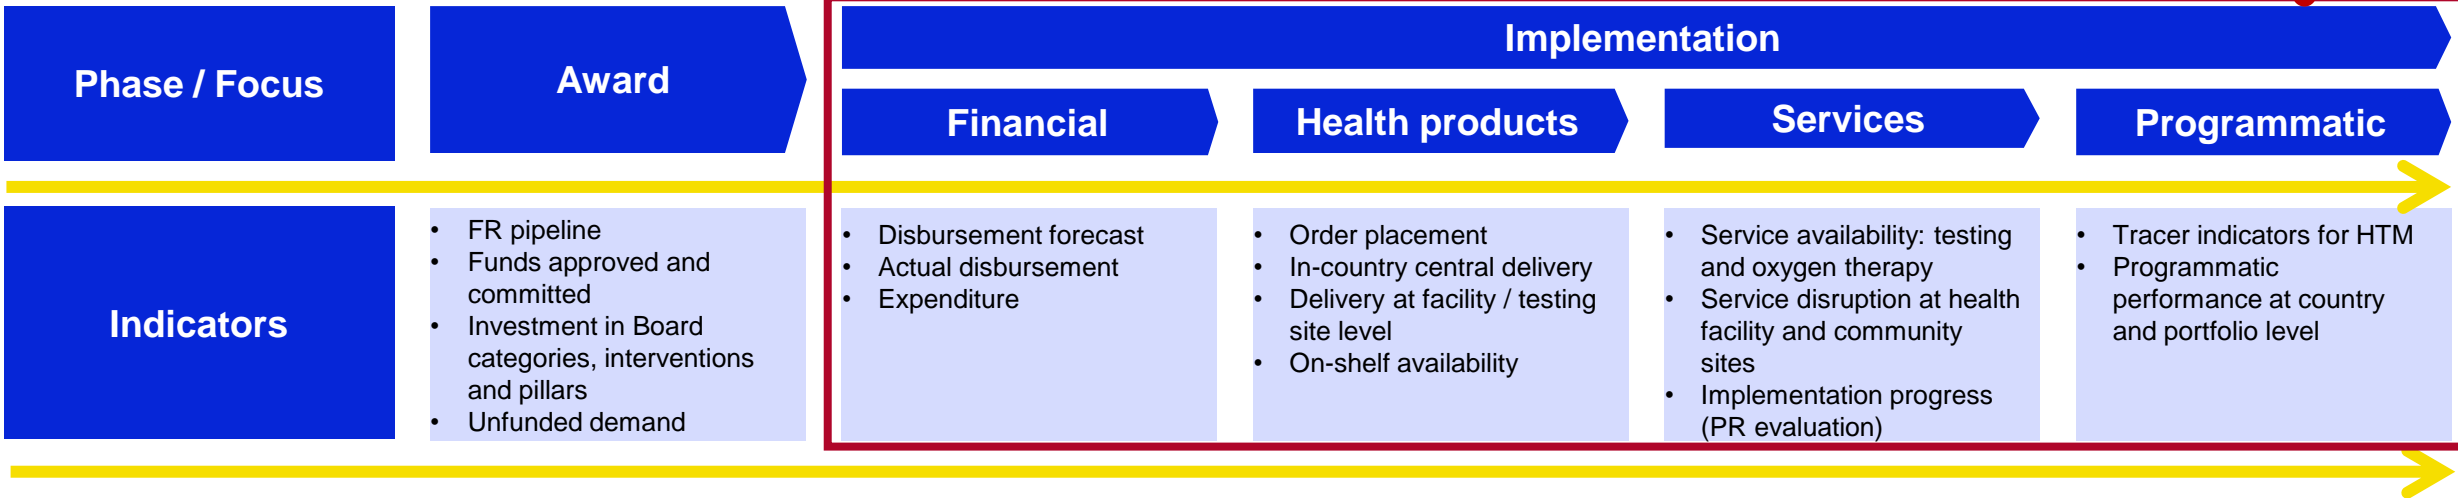 Phase / Focus
Award
Implementation
Financial
Health products
Services
Programmatic
Indicators
• FR pipeline
• Funds approved and
committed
• Investment in Board
categories, interventions
and pillars
• Unfunded demand
• Disbursement forecast
• Actual disbursement
• Expenditure
• Order placement
• In-country central delivery
• Delivery at facility / testing
site level
• On-shelf availability
• Service availability: testing
and oxygen therapy
• Service disruption at health
facility and community
sites
• Implementation progress
(PR evaluation)
• Tracer indicators for HTM
• Programmatic
performance at country
and portfolio level